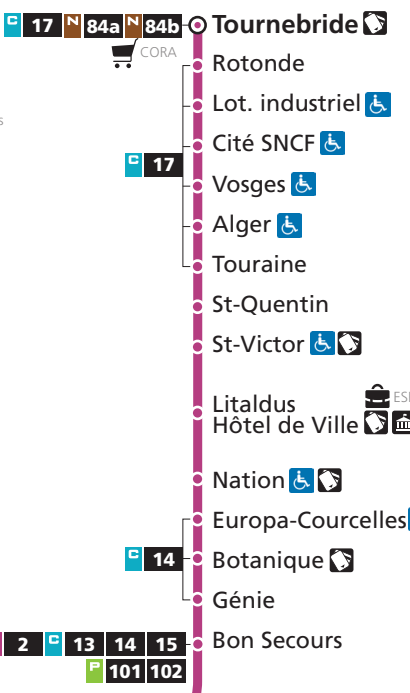 C 17 N 84a N 84b Tournebride
CORA
Rotonde
Lot. industriel
s
Cité SNCF
C 17
Vosges
Alger
Touraine
St-Quentin
St-Victor
ES
Litaldus
Hôtel de Ville
Nation
Europa-Courcelles
C 14 Botanique
Génie
2 C 13 14 15 Bon Secours
P 101 102